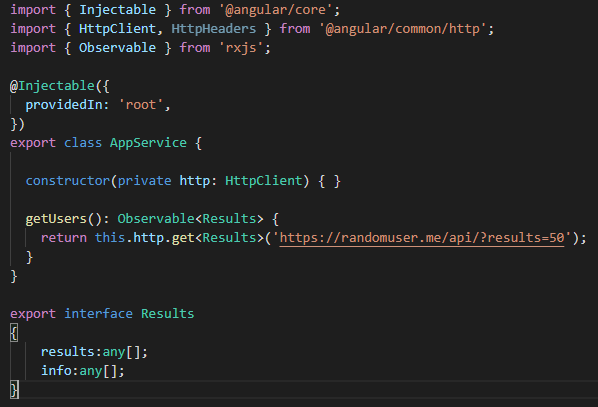 import { Injectable } from '@angular/core';
import { HttpClient, HttpHeaders } from '@angular/common/http';
import { Observable } from 'rxjs';
@Injectable({
  providedIn: 'root',
})
export class AppService {
  constructor(private http: HttpClient) { }
  getUsers(): Observable<Results> {
    return this.http.get<Results>('https://randomuser.me/api/?results=50');
  }
}
export interface Results
{
    results:any[];
    info:any[];
}